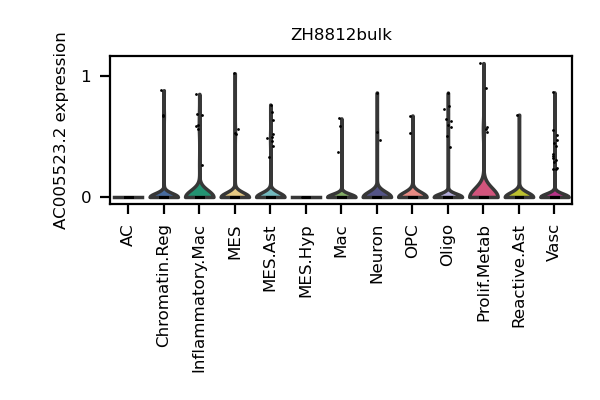 ZH8812bulk
AC005523.2 expression
1
0
AC
Chromatin.Reg
Inflammatory.Mac
MES
MES.Ast
MES.Hyp
Mac
Neuron
OPC
Oligo
Prolif.Metab
Reactive.Ast
Vasc